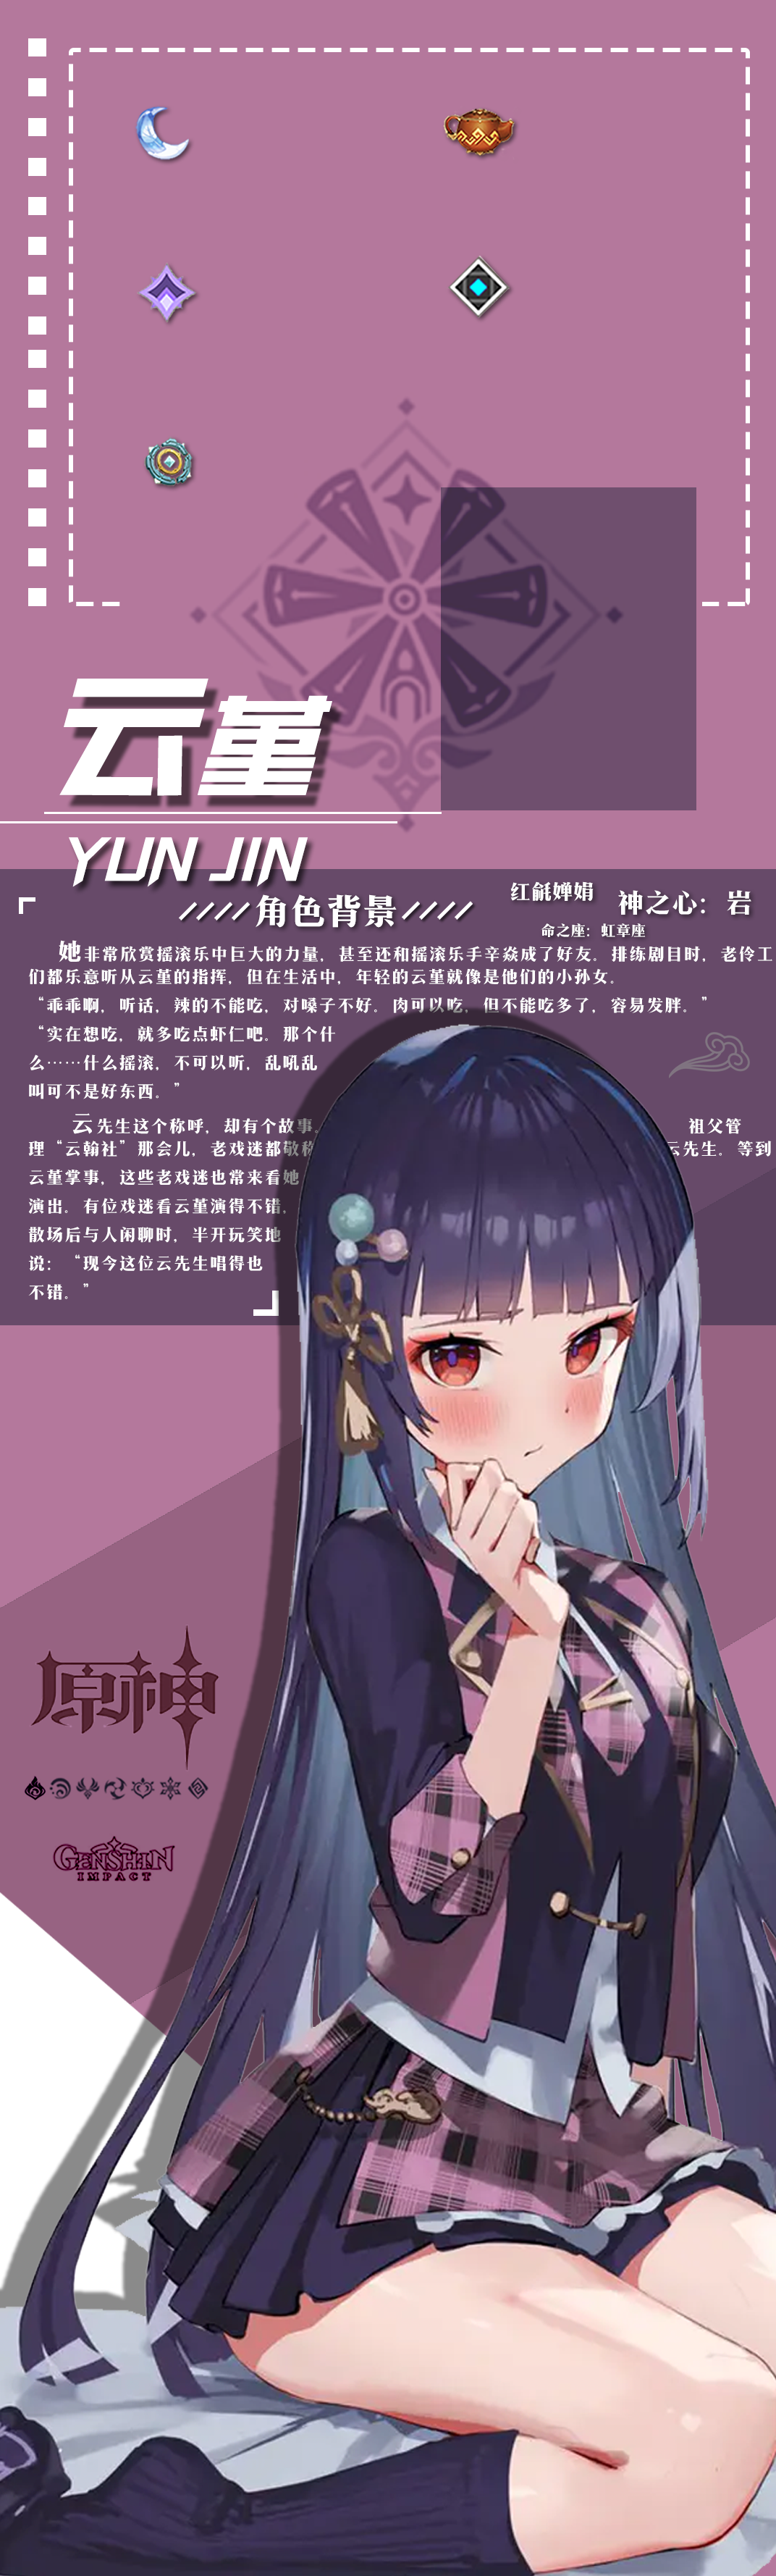 云堇
YUN JIN
角色背景
红毹婵娟
神之心：岩
命之座：虹章座
她非常欣赏摇滚乐中巨大的力量，甚至还和摇滚乐手辛焱成了好友。排练剧目时，老伶工
们都乐意听从云堇的指挥，但在生活中，年轻的云堇就像是他们的小孙女。
“乖乖啊，听话，辣的不能吃，对嗓子不好。肉可以吃，但不能吃多了，容易发胖。”
“实在想吃，就多吃点虾仁吧。那个什
么……什么摇滚，不可以听，乱吼乱
叫可不是好东西。”
云先生这个称呼，却有个故事。 祖父管
理“云翰社”那会儿，老戏迷都敬称 云先生。等到
云堇掌事，这些老戏迷也常来看她
演出。有位戏迷看云堇演得不错，
散场后与人闲聊时，半开玩笑地
说：“现今这位云先生唱得也
不错。”
原神
GENSHIN
IMPACT